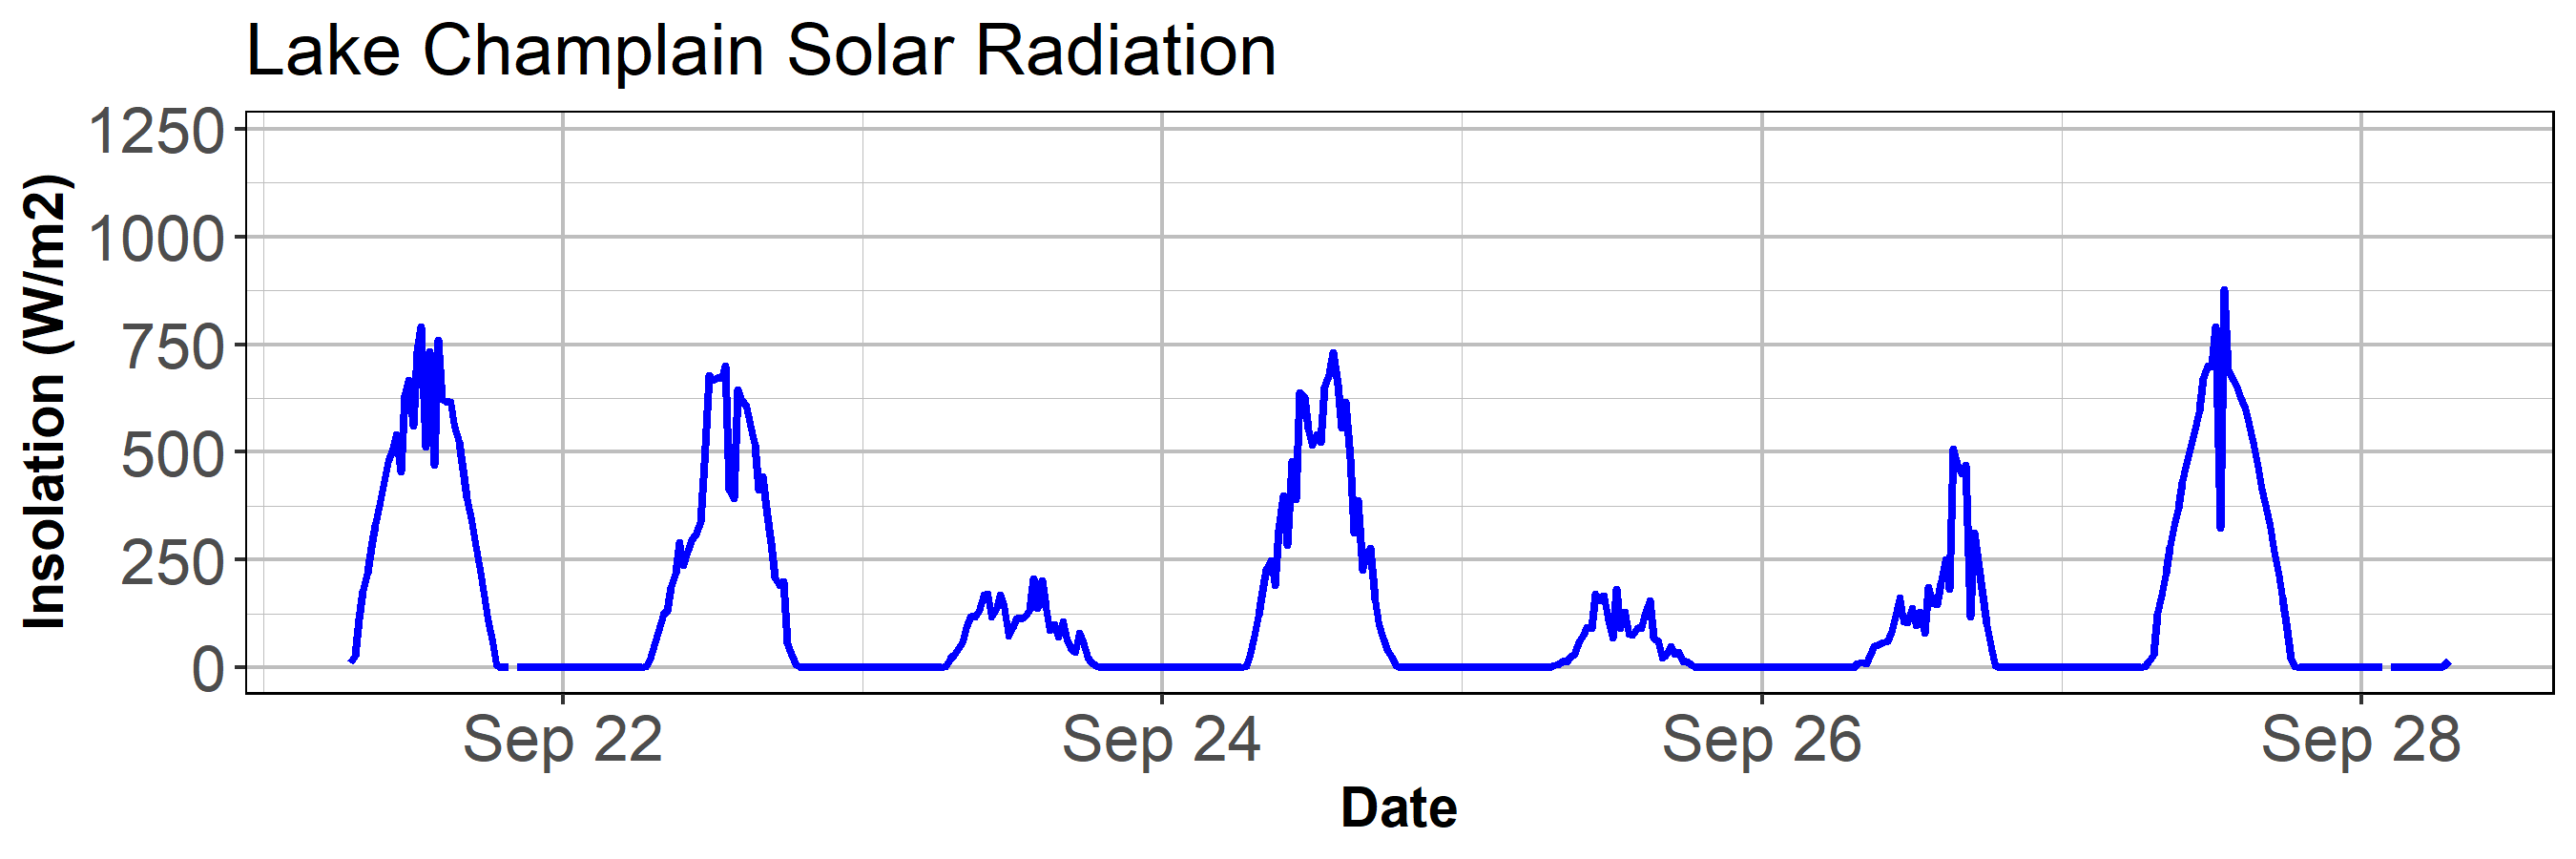 Lake Champlain Solar Radiation
1250
1000
750
500
250
0
Insolation (W/m2)
Sep 22 Sep 24 Sep 26 Sep 28
Date